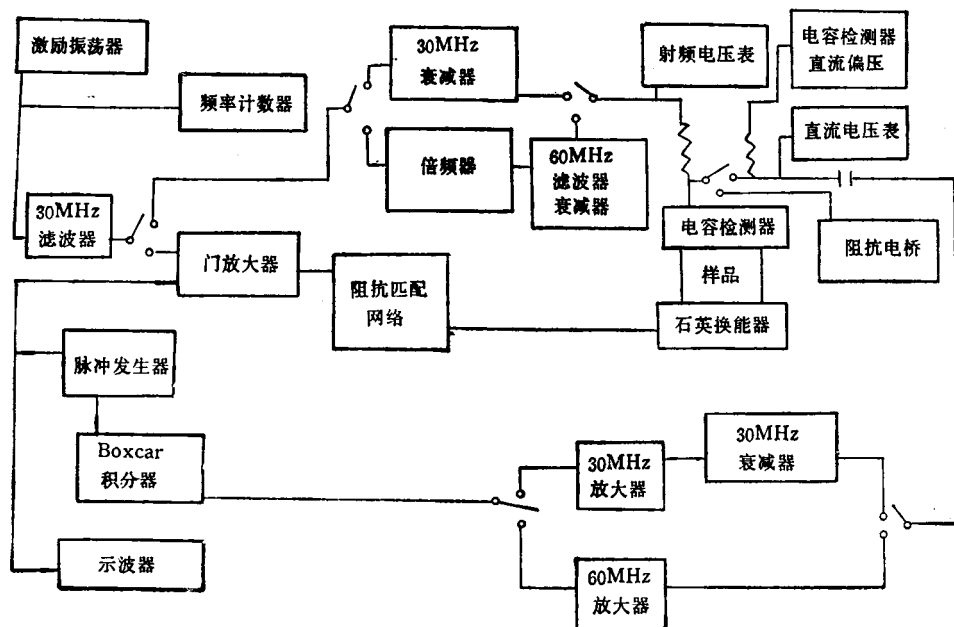 激励振荡器
频率计数器
30MHz
滤波器
30MHz
衰减器
倍频器
60MHz
滤波器
衰减器
射频电压表
电容检测器
直流偏压
直流电压表
阻抗电桥
电容检测器
样品
石英换能器
门放大器
阻抗匹配
网络
脉冲发生器
Boxcar
积分器
示波器
30MHz
放大器
30MHz
衰减器
60MHz
放大器